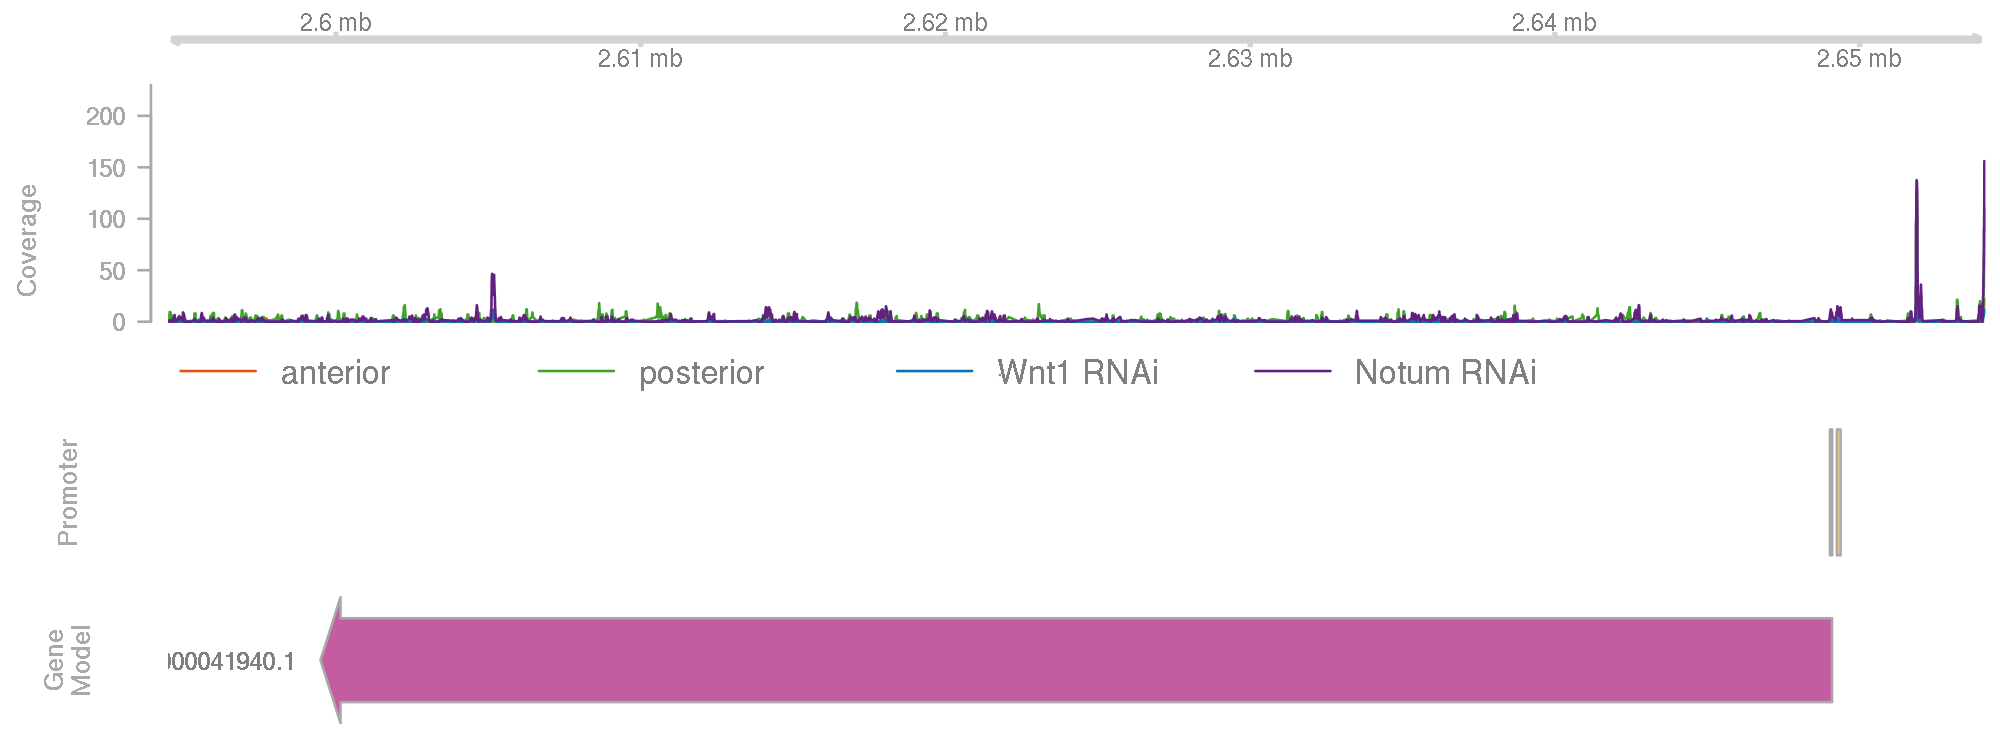 2.6 mb 2.62 mb 2.64 mb
2.61 mb 2.63 mb 2.65 mb
Coverage
200
150
100
50
0
anterior posterior Wnt1 RNAi Notum RNAi
Promoter
Gene
Model
000041940.1